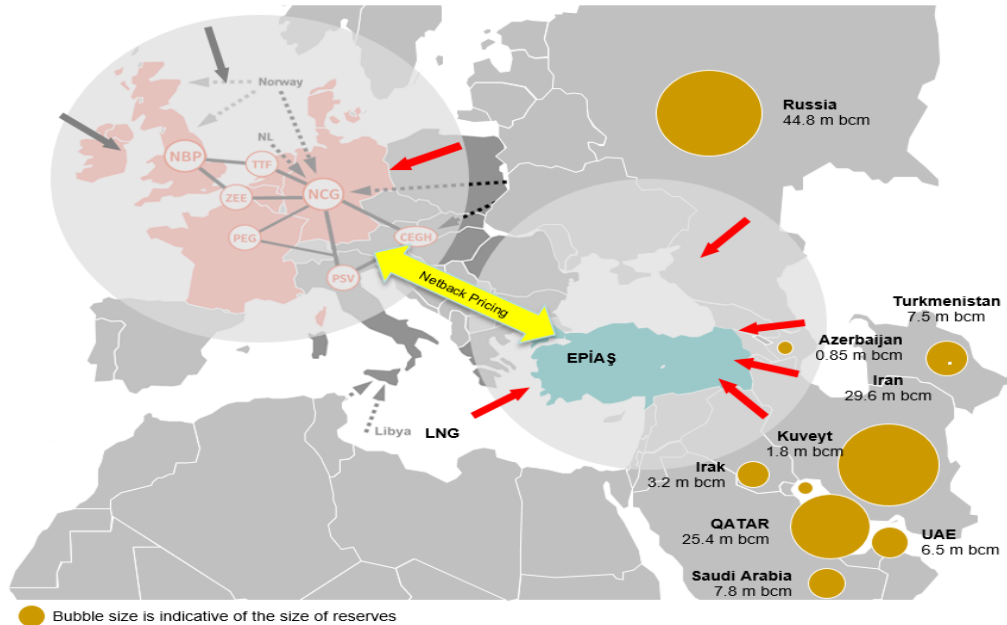 Norway
NL
NBP
TTF
ZEE
NCG
PEG
CEGH
PSV
Netback Pricing
EPİAŞ
LNG
Libya
Russia
44.8 m bcm
Turkmenistan
7.5 m bcm
Azerbaijan
0.85 m bcm
Iran
29.6 m bcm
Kuveyt
1.8 m bcm
Irak
3.2 m bcm
QATAR
25.4 m bcm
UAE
6.5 m bcm
Saudi Arabia
7.8 m bcm
Bubble size is indicative of the size of reserves